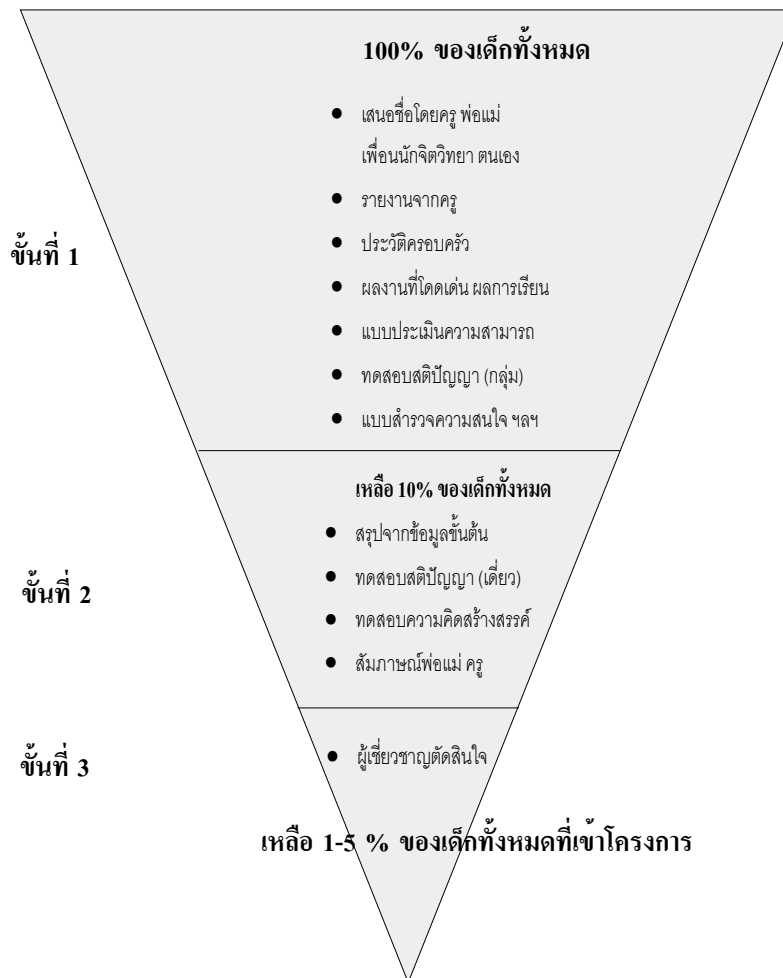 100% ของเด็กทั้งหมด
● เสนอชื่อโดยครู พ่อแม่
เพื่อนนักจิตวิทยา ตนเอง
● รายงานจากครู
ขั้นที่ 1
● ประวัติครอบครัว
● ผลงานที่โดดเด่น ผลการเรียน
● แบบประเมินความสามารถ
● ทดสอบสติปัญญา (กลุ่ม)
● แบบสำรวจความสนใจ ฯลฯ
เหลือ 10% ของเด็กทั้งหมด
● สรุปจากข้อมูลขั้นต้น
● ทดสอบสติปัญญา (เดี่ยว)
ขั้นที่ 2
● ทดสอบความคิดสร้างสรรค์
● สัมภาษณ์พ่อแม่ ครู
ขั้นที่ 3
● ผู้เชี่ยวชาญตัดสินใจ
เหลือ 1-5 % ของเด็กทั้งหมดที่เข้าโครงการ